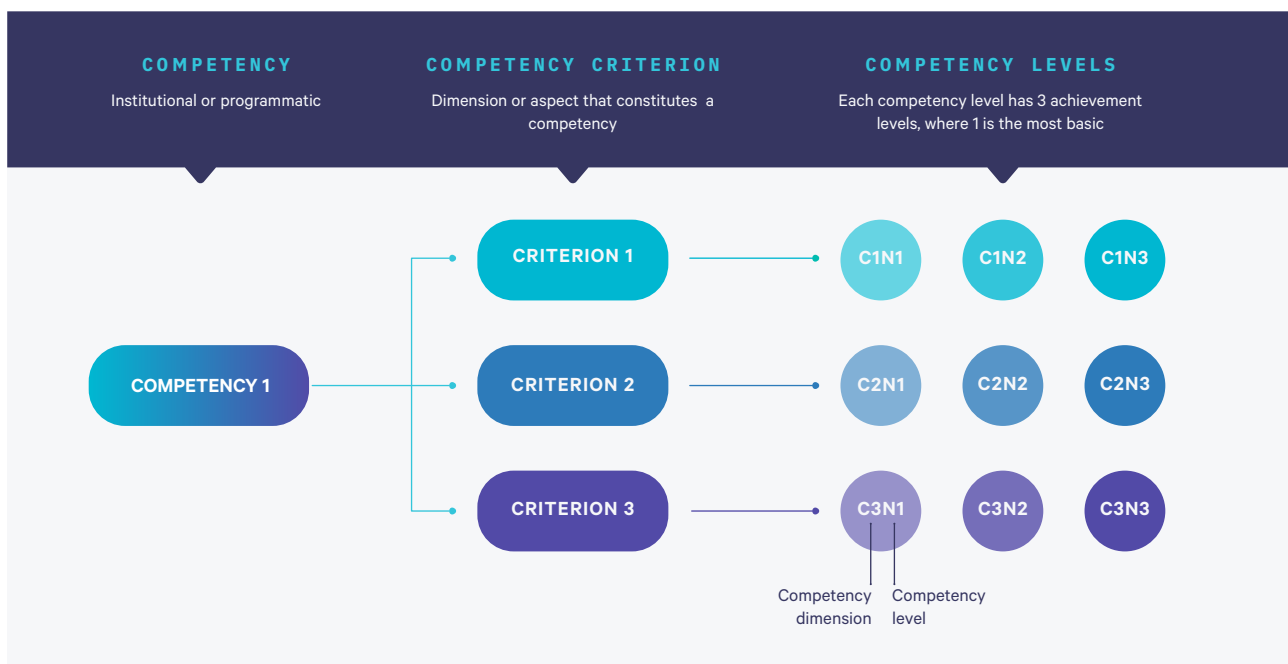 COMPETENCY
Institutional or programmatic
COMPETENCY CRITERION
Dimension or aspect that constitutes a
competency
COMPETENCY LEVELS
Each competency level has 3 achievement
levels, where 1 is the most basic
CRITERION 1
C1N1
C1N2
C1N3
COMPETENCY 1
CRITERION 2
C2N1
C2N2
C2N3
CRITERION 3
C3N1
C3N2
C3N3
Competency
dimension
Competency
level